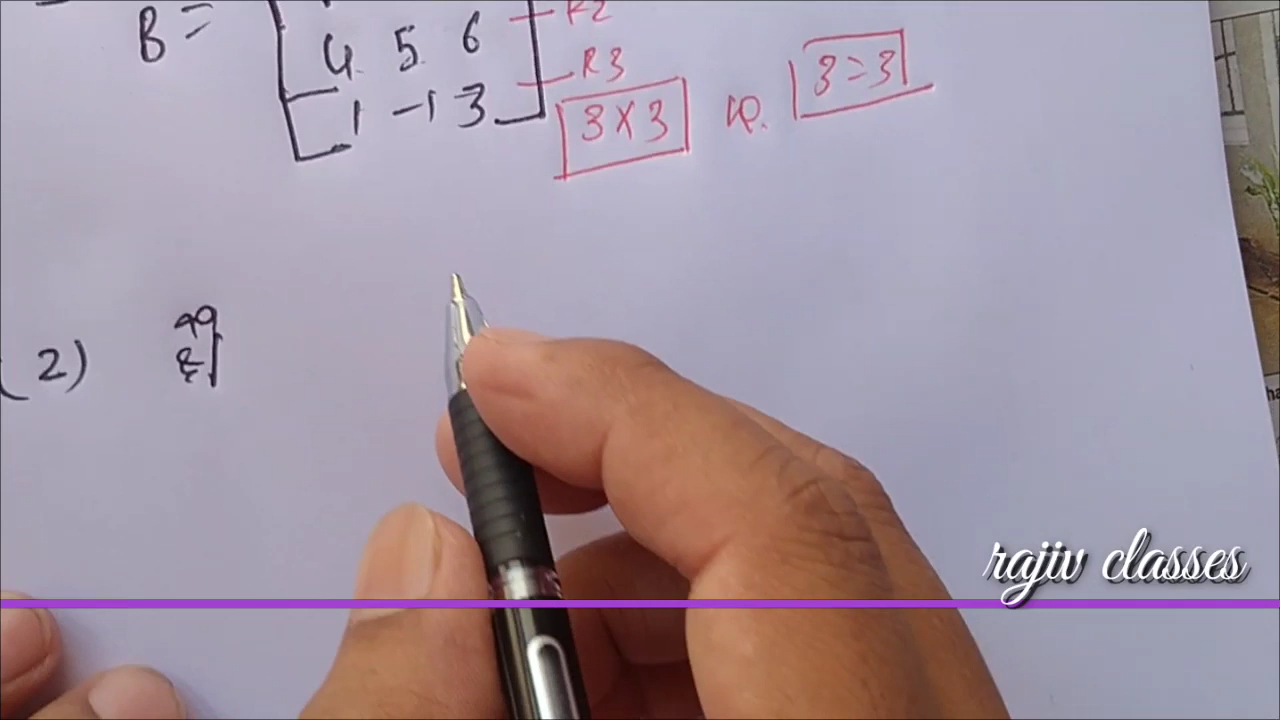 R2
B = 4 5 6
R3
1 -1 3
3 X 3
3 = 3
(2)
rajiv classes